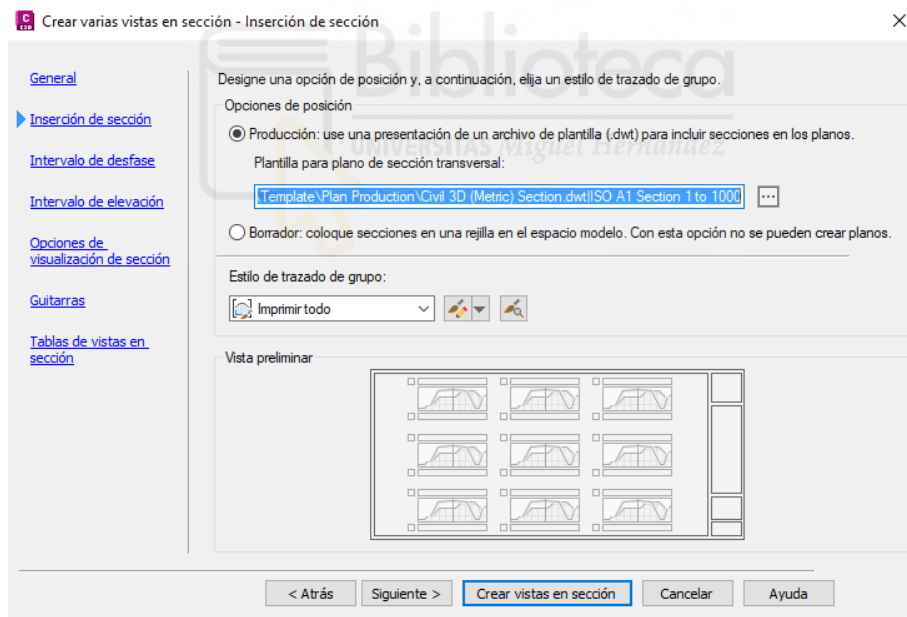 Crear varias vistas en sección - Inserción de sección
General
Inserción de sección
Intervalo de desfase
Intervalo de elevación
Opciones de
visualización de sección
Guitarras
Tablas de vistas en
sección
Designe una opción de posición y, a continuación, elija un estilo de trazado de grupo.
Opciones de posición
Producción: use una presentación de un archivo de plantilla (.dwt) para incluir secciones en los planos.
Plantilla para plano de sección transversal:
\Template\Plan Production\Civil 3D (Metric) Section.dwt|ISO A1 Section 1 to 1000
...
Borrador: coloque secciones en una rejilla en el espacio modelo. Con esta opción no se pueden crear planos.
Estilo de trazado de grupo:
Imprimir todo
Vista preliminar
< Atrás
Siguiente >
Crear vistas en sección
Cancelar
Ayuda
Biblioteca
UNIVERSITAS Miguel Hernández